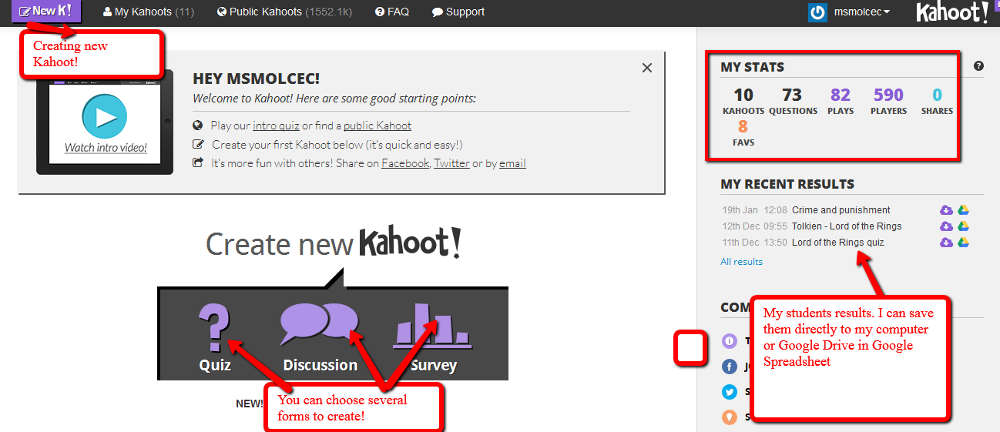 New K!
My Kahoots (11)
Public Kahoots (1552.1k)
FAQ
Support
msmolcec
Kahoot!
Creating new
Kahoot!
Kahoot!
Watch intro video!
HEY MSMOLCEC!
Welcome to Kahoot! Here are some good starting points:
Play our intro quiz or find a public Kahoot
Create your first Kahoot below (it's quick and easy!)
It's more fun with others! Share on Facebook, Twitter or by email
Create new Kahoot!
Quiz
Discussion
Survey
NEW!
You can choose several
forms to create!
MY STATS
10 73 82 590 0
KAHOOTS QUESTIONS PLAYS PLAYERS SHARES
8
FAVS
MY RECENT RESULTS
19th Jan 12:08 Crime and punishment
12th Dec 09:55 Tolkien - Lord of the Rings
11th Dec 13:50 Lord of the Rings quiz
All results
My students results. I can save
them directly to my computer
or Google Drive in Google
Spreadsheet